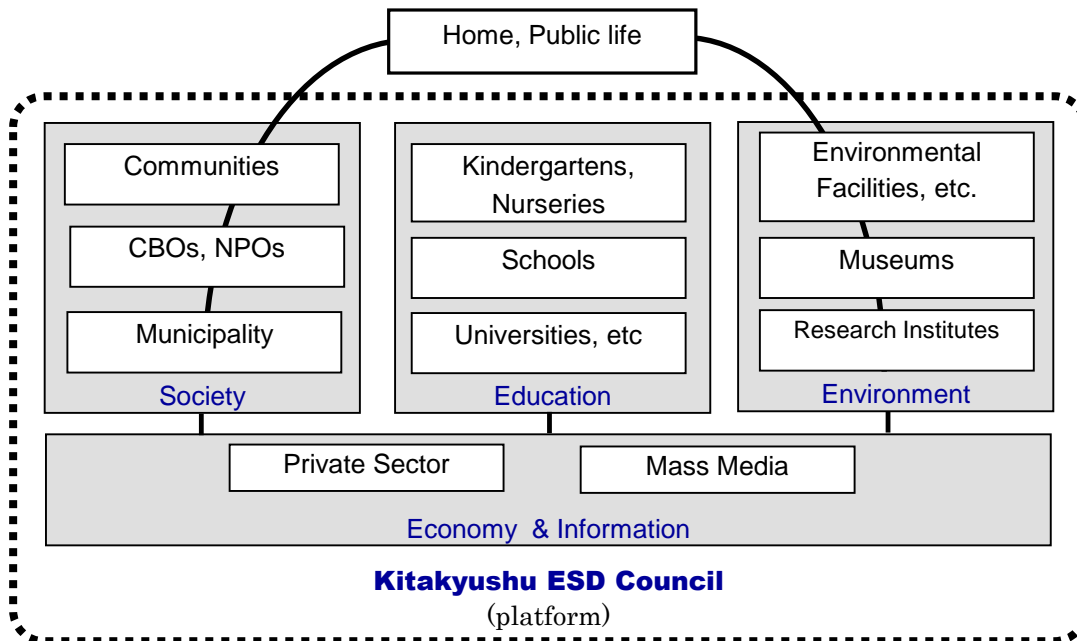 Home, Public life
Communities
CBOs, NPOs
Municipality
Society
Kindergartens,
Nurseries
Schools
Universities, etc
Education
Environmental
Facilities, etc.
Museums
Research Institutes
Environment
Private Sector
Mass Media
Economy & Information
Kitakyushu ESD Council
(platform)